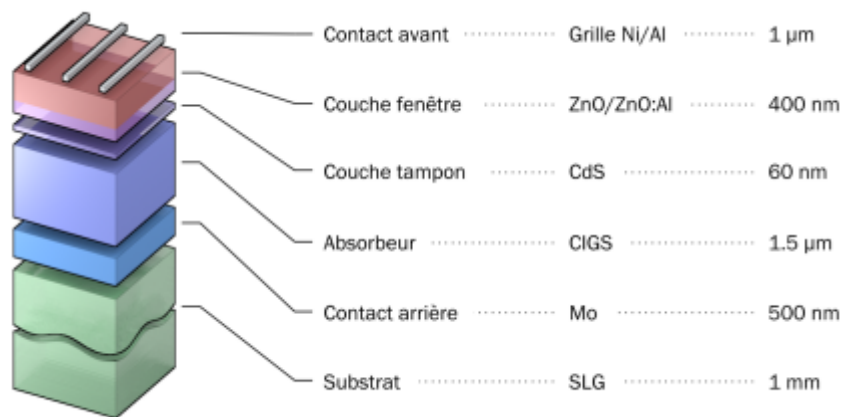 Contact avant Grille Ni/Al 1 µm
Couche fenêtre ZnO/ZnO:Al 400 nm
Couche tampon CdS 60 nm
Absorbeur CIGS 1.5 µm
Contact arrière Mo 500 nm
Substrat SLG 1 mm